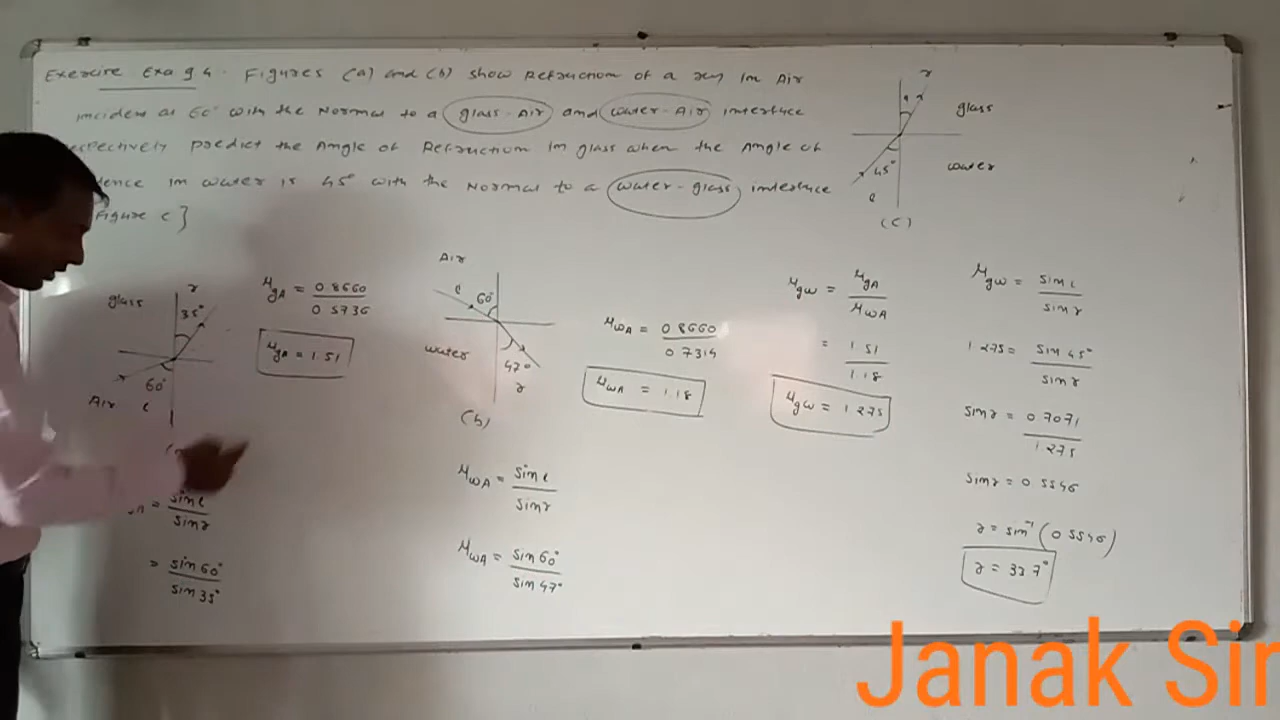 Exercise Exa 9 4. Figures (a) and (b) show Refraction of a ray in Air
incident at 60° with the Normal to a glass-Air and water-Air interface
espectively predict the Angle of Refraction in glass when the Angle of
dence in water is 45° with the Normal to a water-glass interface
Figure c ]
r
glass
45°
water
i
(C)
glass
r
35°
60°
Air
i
μgA = 0.8660 / 0.5736
μgA = 1.51
= sin i / sin r
= sin 60° / sin 35°
Air
i
60°
water
47°
r
(b)
μwA = sin i / sin r
μwA = sin 60° / sin 47°
μwA = 0.8660 / 0.7314
μwA = 1.18
μgw = μgA / μwA
= 1.51 / 1.18
μgw = 1.275
μgw = sin i / sin r
1.275 = sin 45° / sin r
sin r = 0.7071 / 1.275
sin r = 0.5546
r = sin⁻¹ (0.5546)
r = 33.7°
Janak Sir